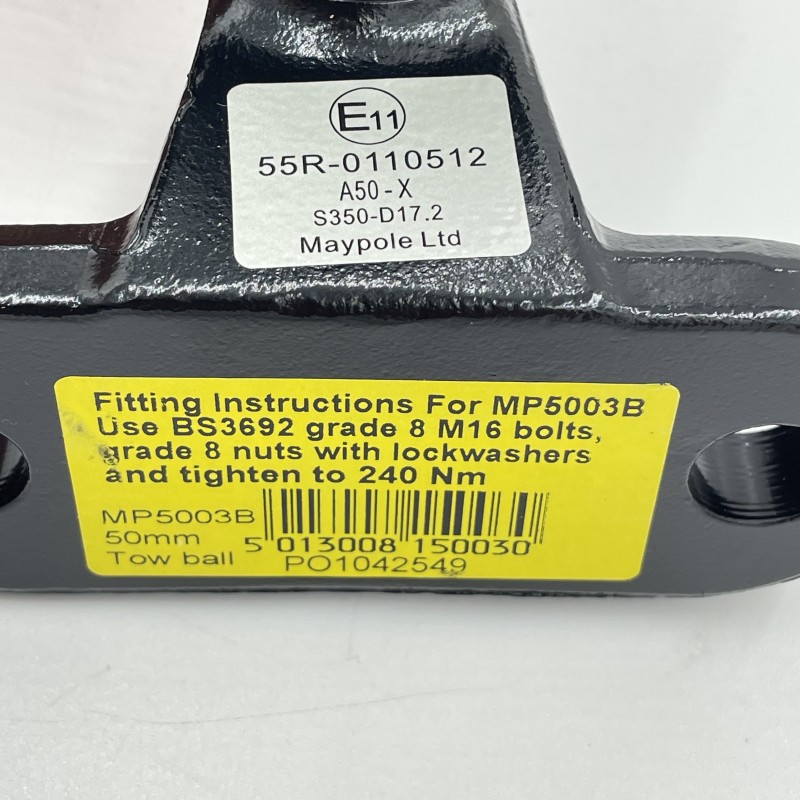 E11
55R-0110512
A50-X
S350-D17.2
Maypole Ltd
Fitting Instructions For MP5003B
Use BS3692 grade 8 M16 bolts,
grade 8 nuts with lockwashers
and tighten to 240 Nm
MP5003B
50mm
Tow ball
5 013008 150030
PO1042549